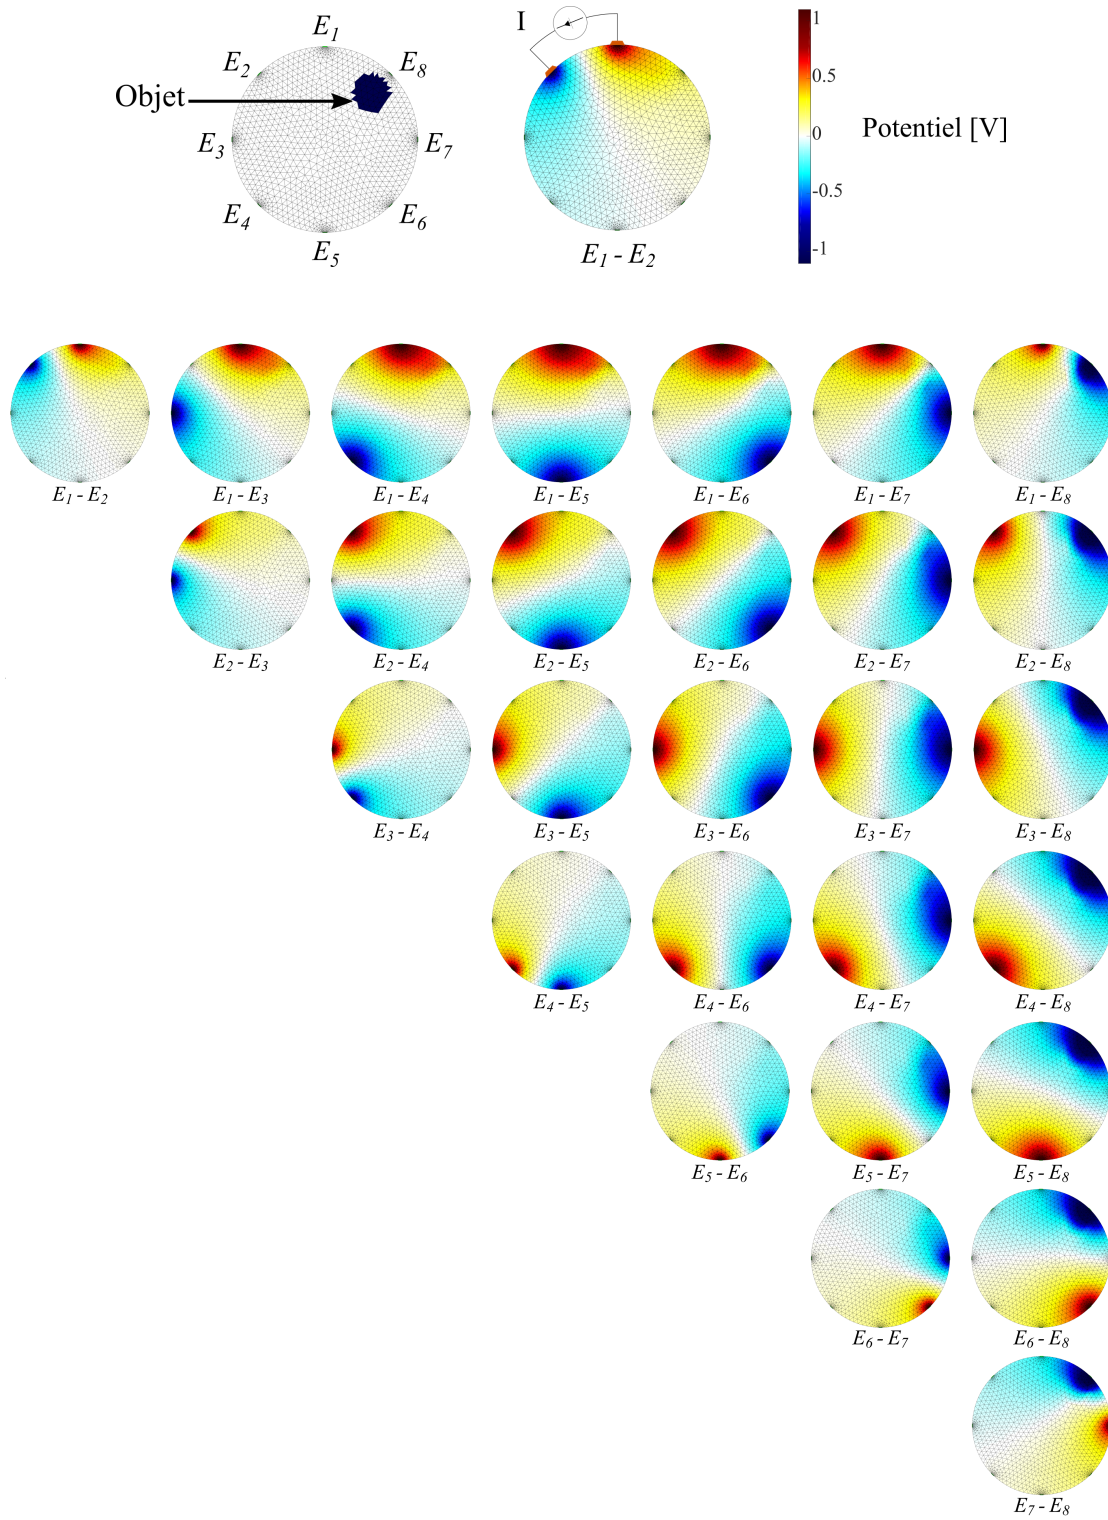 I
E1
E2
E8
Objet
E3
E7
E4
E6
E5
E1 - E2
1
0.5
0
-0.5
-1
Potentiel [V]
E1 - E2
E1 - E3
E1 - E4
E1 - E5
E1 - E6
E1 - E7
E1 - E8
E2 - E3
E2 - E4
E2 - E5
E2 - E6
E2 - E7
E2 - E8
E3 - E4
E3 - E5
E3 - E6
E3 - E7
E3 - E8
E4 - E5
E4 - E6
E4 - E7
E4 - E8
E5 - E6
E5 - E7
E5 - E8
E6 - E7
E6 - E8
E7 - E8